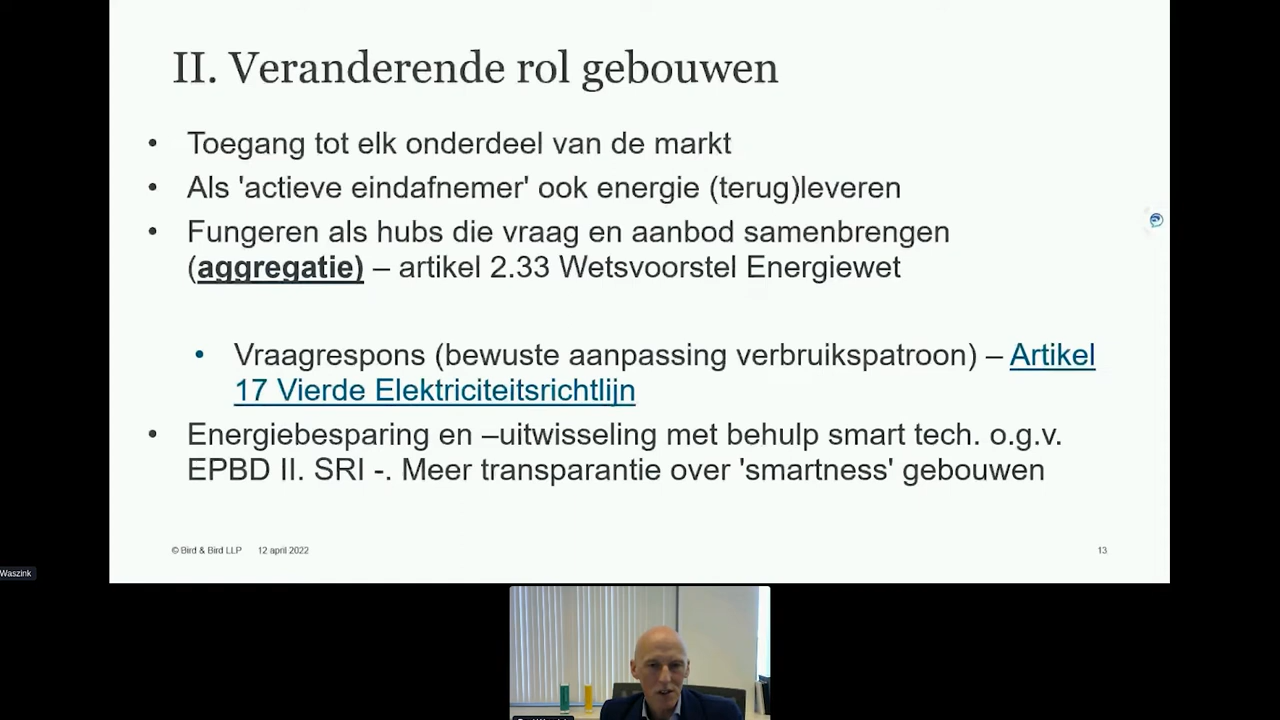 II. Veranderende rol gebouwen
• Toegang tot elk onderdeel van de markt
• Als 'actieve eindafnemer' ook energie (terug)leveren
• Fungeren als hubs die vraag en aanbod samenbrengen
(aggregatie) – artikel 2.33 Wetsvoorstel Energiewet
• Vraagrespons (bewuste aanpassing verbruikspatroon) – Artikel
17 Vierde Elektriciteitsrichtlijn
• Energiebesparing en –uitwisseling met behulp smart tech. o.g.v.
EPBD II. SRI -. Meer transparantie over 'smartness' gebouwen
© Bird & Bird LLP 12 april 2022 13
Waszink